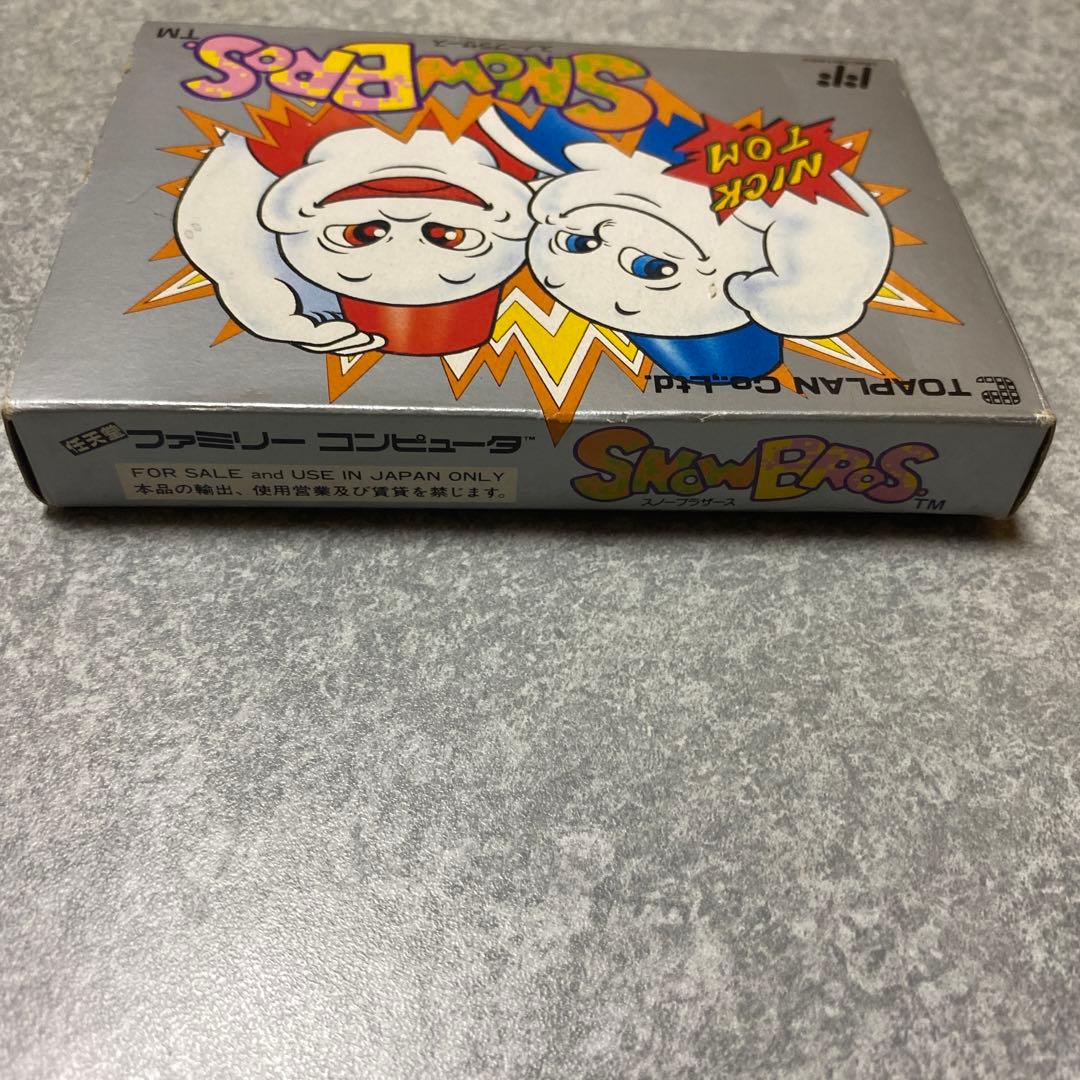 SNOW BROS.
TM
スノーブラザース
NICK
TOM
TOAPLAN Co.,Ltd.
任天堂 ファミリー コンピュータ™
FOR SALE and USE IN JAPAN ONLY
本品の輸出、使用営業及び賃貸を禁じます。
SNOW BROS.
TM
スノーブラザース